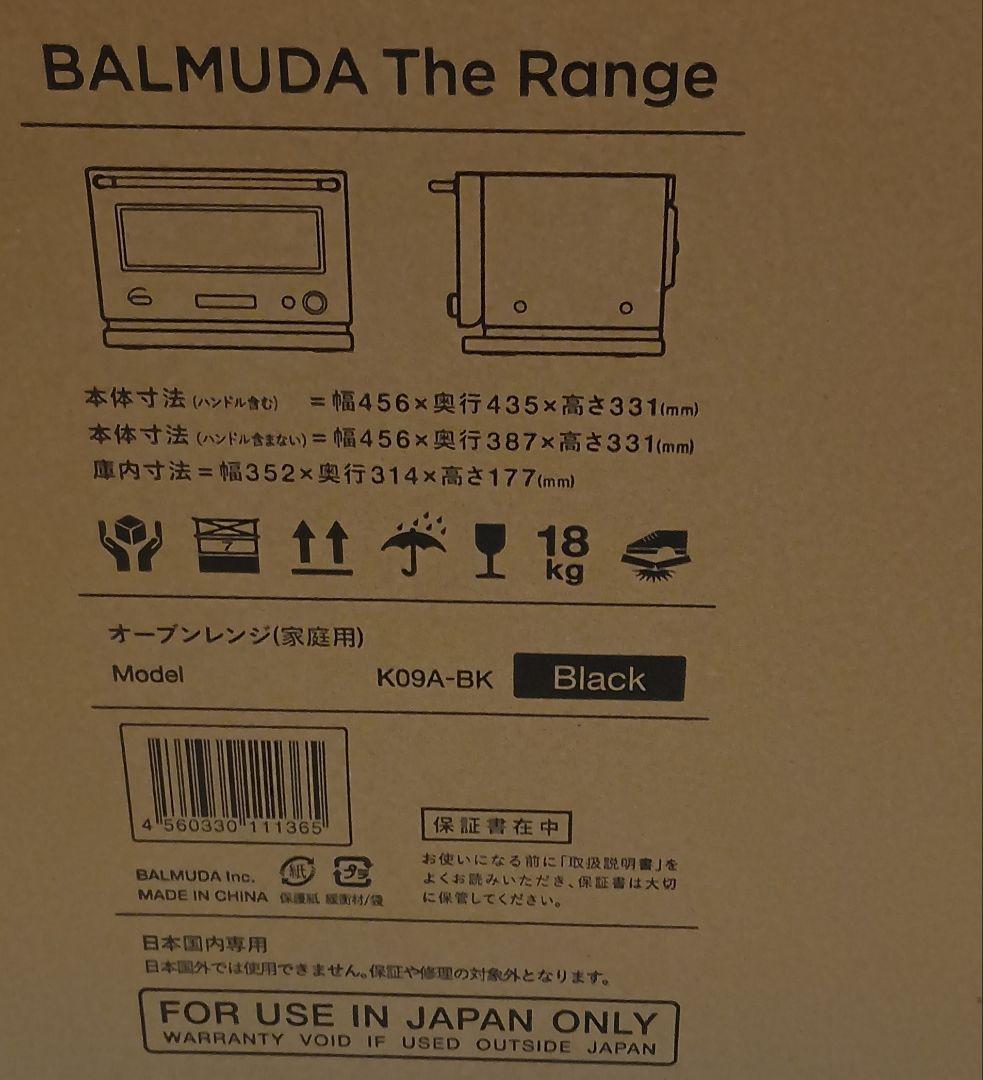 BALMUDA The Range
本体寸法(ハンドル含む) =幅456×奥行435×高さ331(mm)
本体寸法(ハンドル含まない)=幅456×奥行387×高さ331(mm)
庫内寸法=幅352×奥行314×高さ177(mm)
7
18
kg
オーブンレンジ(家庭用)
Model K09A-BK Black
4 560330 111365
保証書在中
お使いになる前に「取扱説明書」を
よくお読みいただき、保証書は大切
に保管してください。
紙 プラ
BALMUDA Inc.
MADE IN CHINA 保護紙 緩衝材/袋
日本国内専用
日本国外では使用できません。保証や修理の対象外となります。
FOR USE IN JAPAN ONLY
WARRANTY VOID IF USED OUTSIDE JAPAN